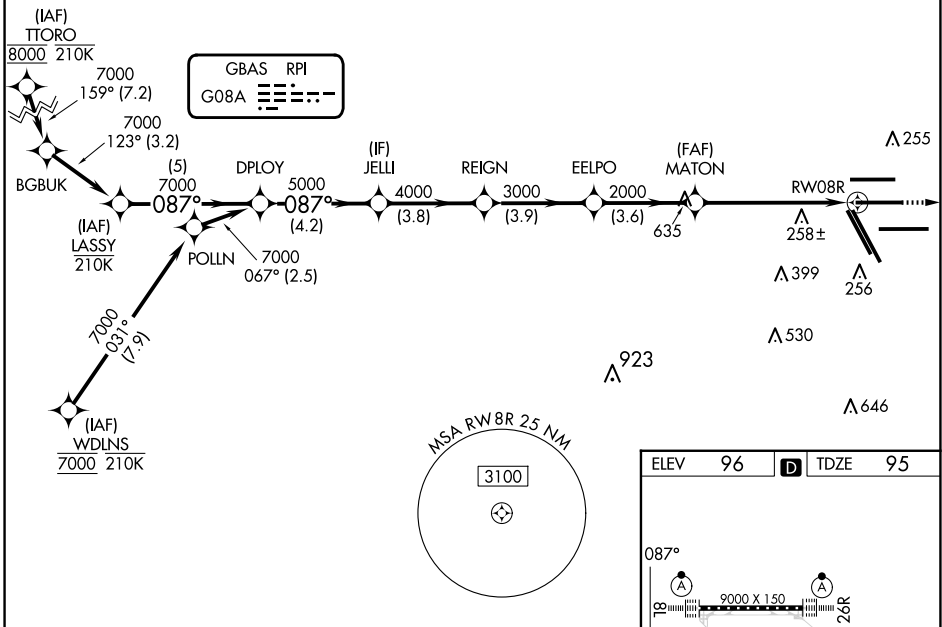 (IAF)
TTORO
8000 210K
7000
159° (7.2)
7000
123° (3.2)
BGBUK
GBAS RPI
G08A
(5)
7000
087°
DPLOY
5000
087°
(4.2)
(IF)
JELLI
4000
(3.8)
REIGN
3000
(3.9)
EELPO
2000
(3.6)
(FAF)
MATON
635
RW08R
255
258±
(IAF)
LASSY
210K
POLLN
7000
067° (2.5)
399
256
7000
031°
(7.9)
530
923
646
(IAF)
WDLNS
7000 210K
MSA RW8R 25 NM
3100
ELEV 96 D TDZE 95
087°
A
A
8L
9000 X 150
26R